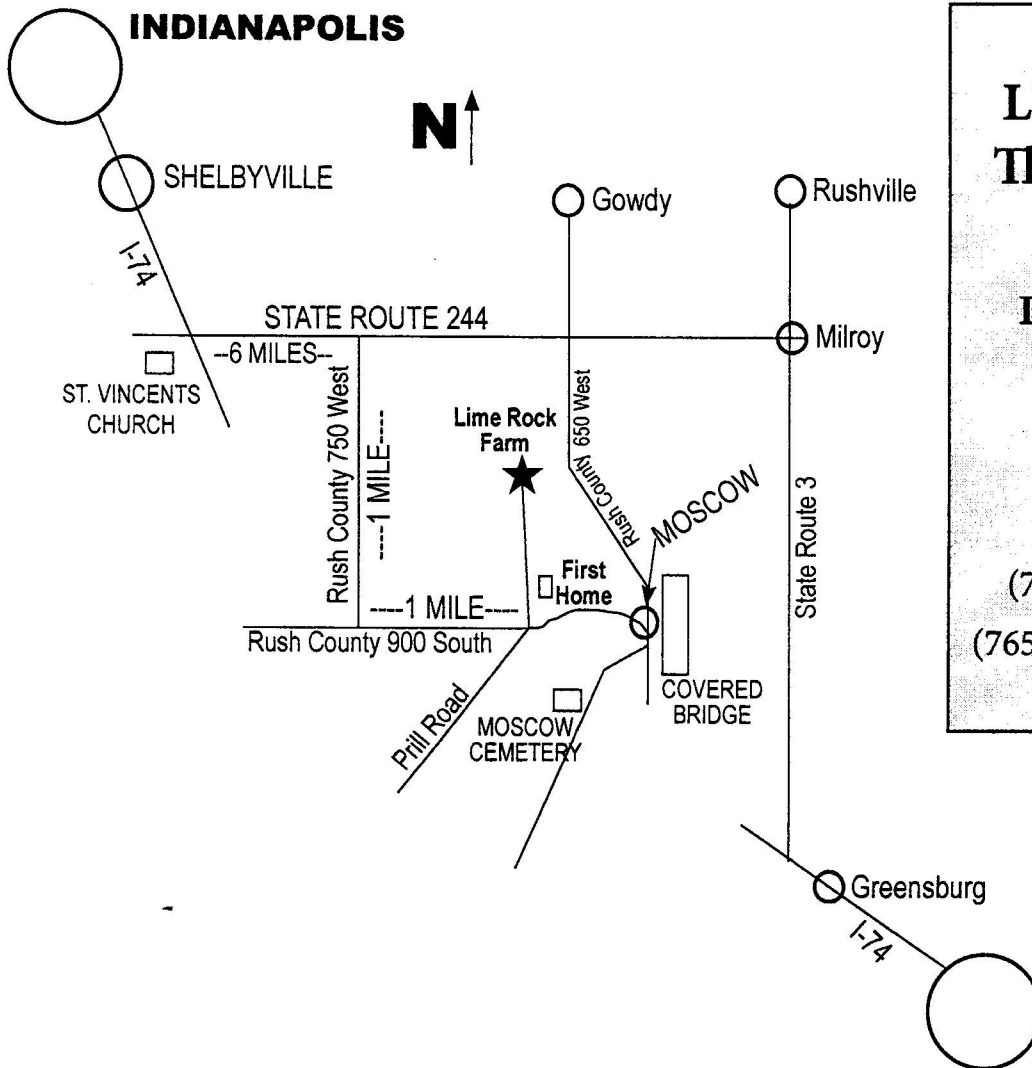 INDIANAPOLIS
N
SHELBYVILLE
Gowdy
Rushville
I-74
STATE ROUTE 244
Milroy
--6 MILES--
ST. VINCENTS
CHURCH
Rush County 750 West
----1 MILE----
Lime Rock
Farm
Rush County 650 West
MOSCOW
State Route 3
First
Home
----1 MILE----
Rush County 900 South
COVERED
BRIDGE
Prill Road
MOSCOW
CEMETERY
Greensburg
I-74
L
(7
(765